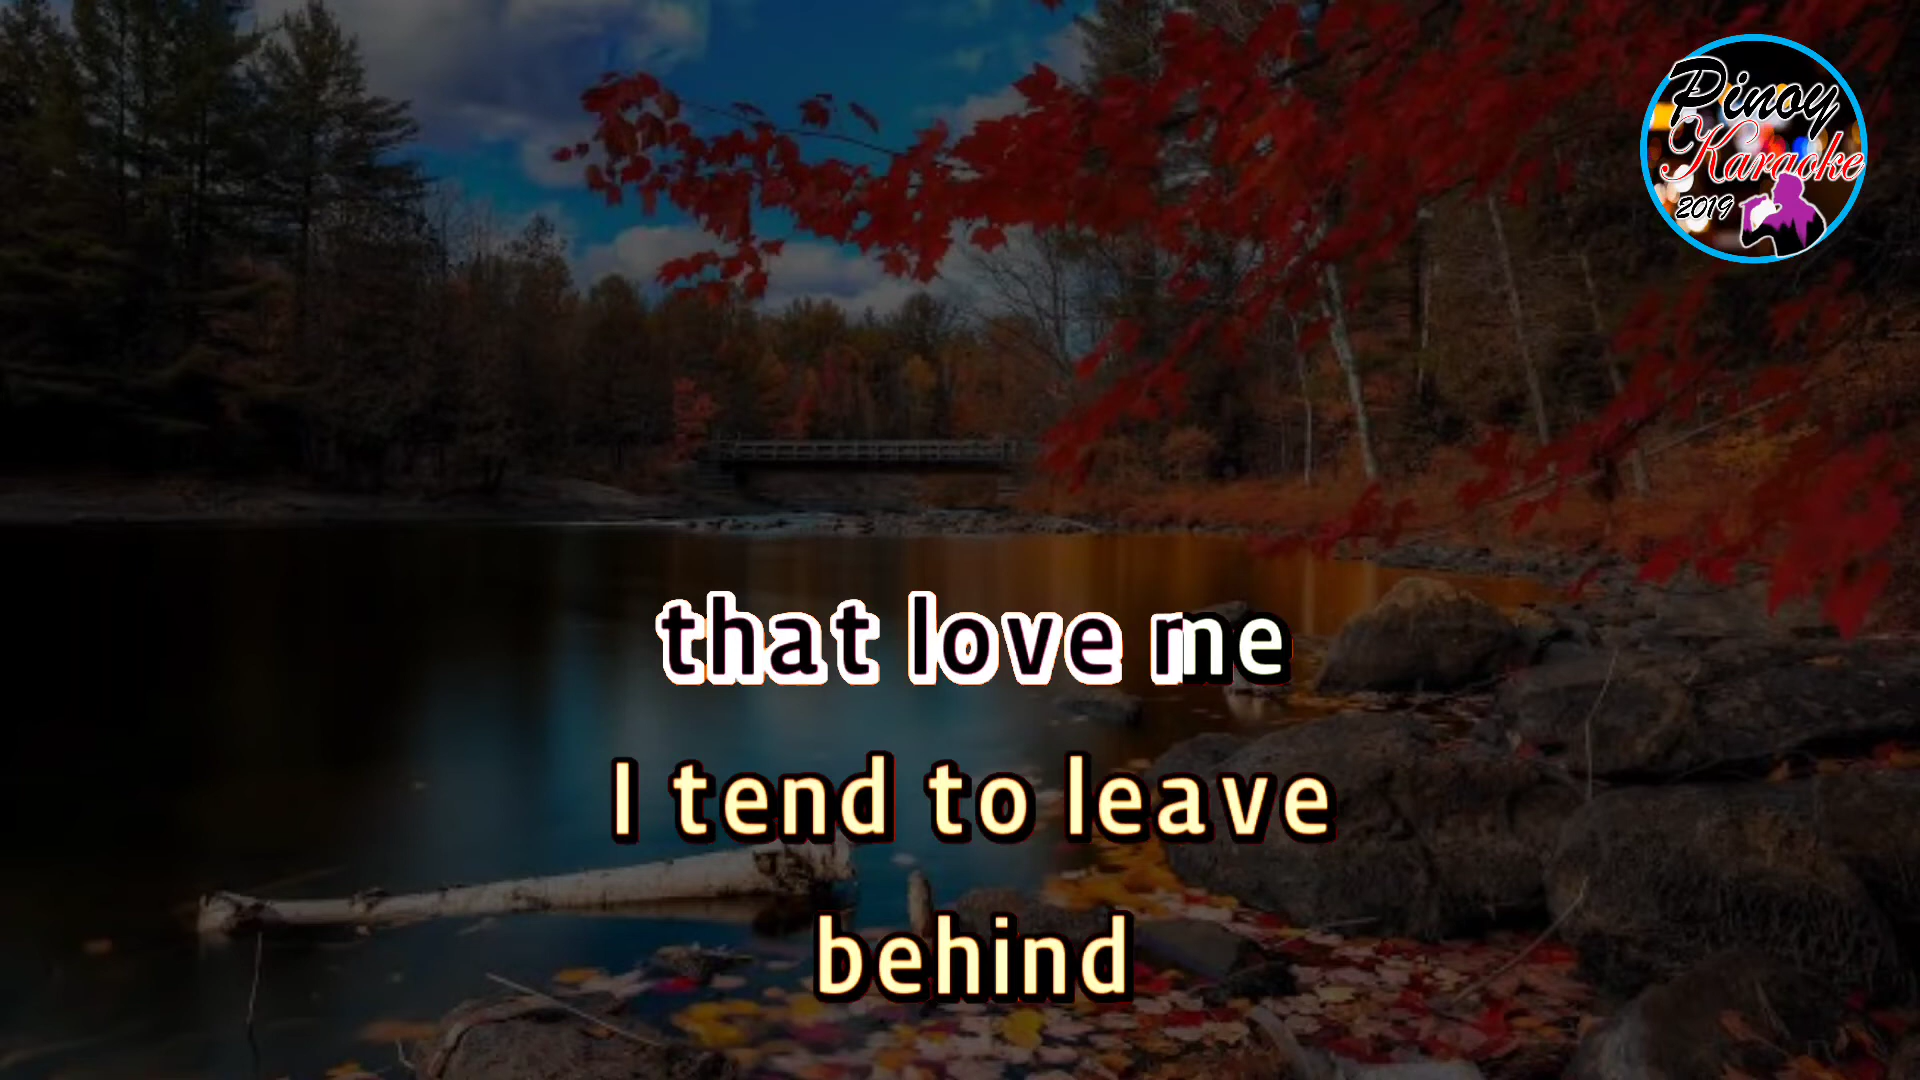 Pinoy
Karaoke
2019
that love me
I tend to leave
behind